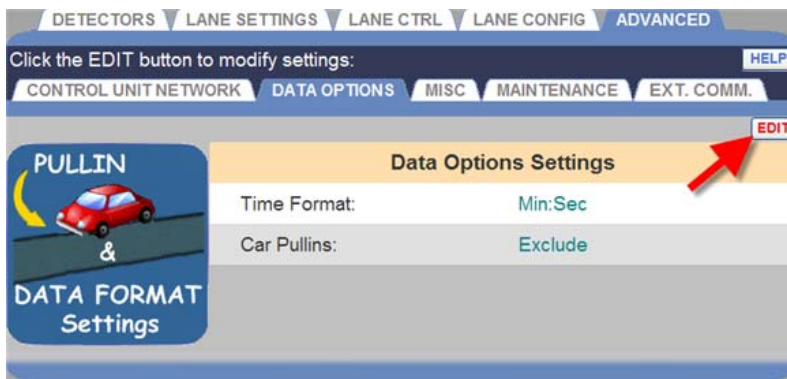 DETECTORS LANE SETTINGS LANE CTRL LANE CONFIG ADVANCED
Click the EDIT button to modify settings: HELP
CONTROL UNIT NETWORK DATA OPTIONS MISC MAINTENANCE EXT. COMM.
EDIT
PULLIN
&
DATA FORMAT
Settings
Data Options Settings
Time Format: Min:Sec
Car Pullins: Exclude